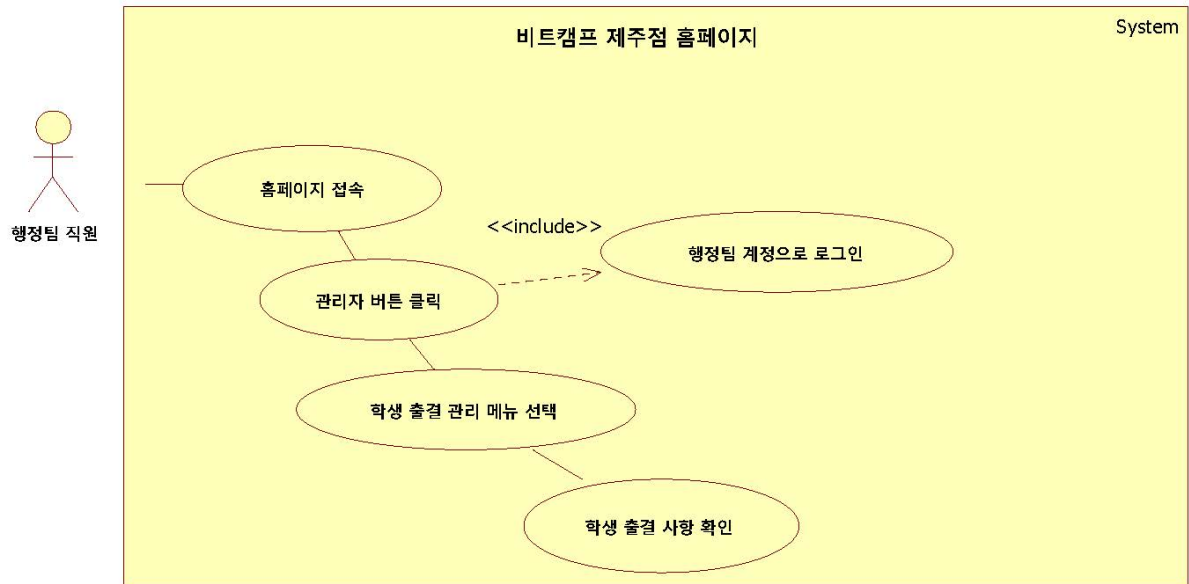 비트캠프 제주점 홈페이지
System
행정팀 직원
홈페이지 접속
<<include>>
행정팀 계정으로 로그인
관리자 버튼 클릭
학생 출결 관리 메뉴 선택
학생 출결 사항 확인